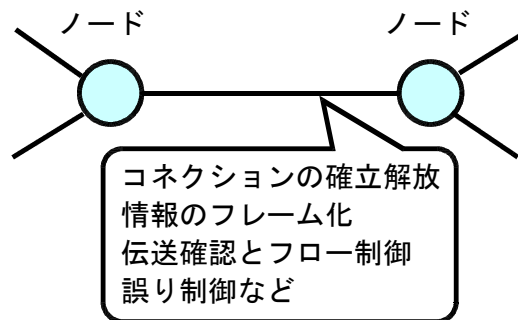 ノード
ノード
コネクションの確立解放
情報のフレーム化
伝送確認とフロー制御
誤り制御など